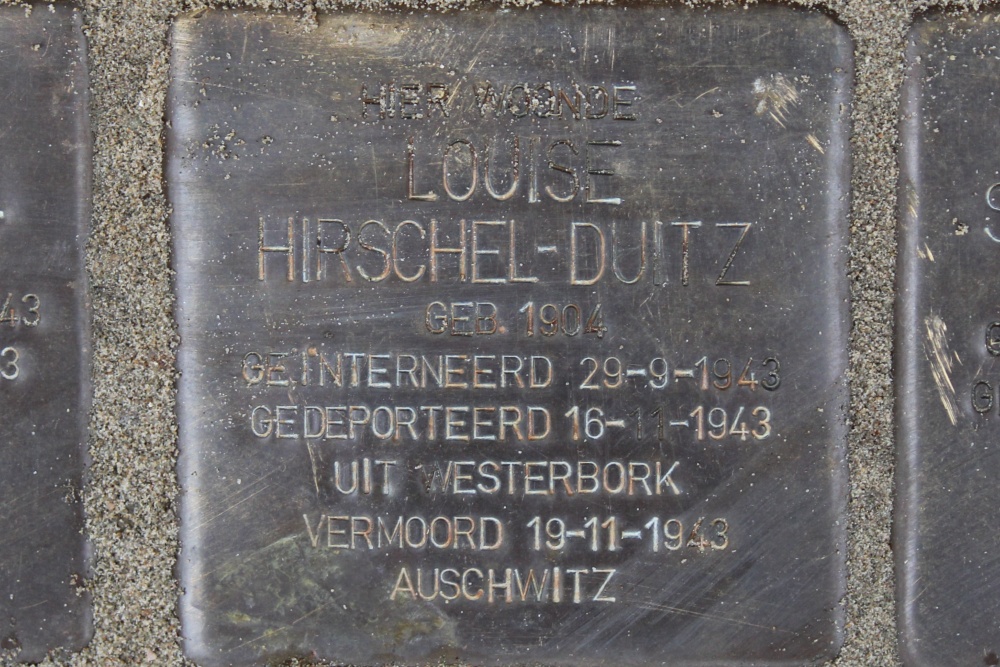 HIER WOONDE
LOUISE
HIRSCHEL-DUITZ
GEB. 1904
GEÏNTERNEERD 29-9-1943
GEDEPORTEERD 16-11-1943
UIT WESTERBORK
VERMOORD 19-11-1943
AUSCHWITZ